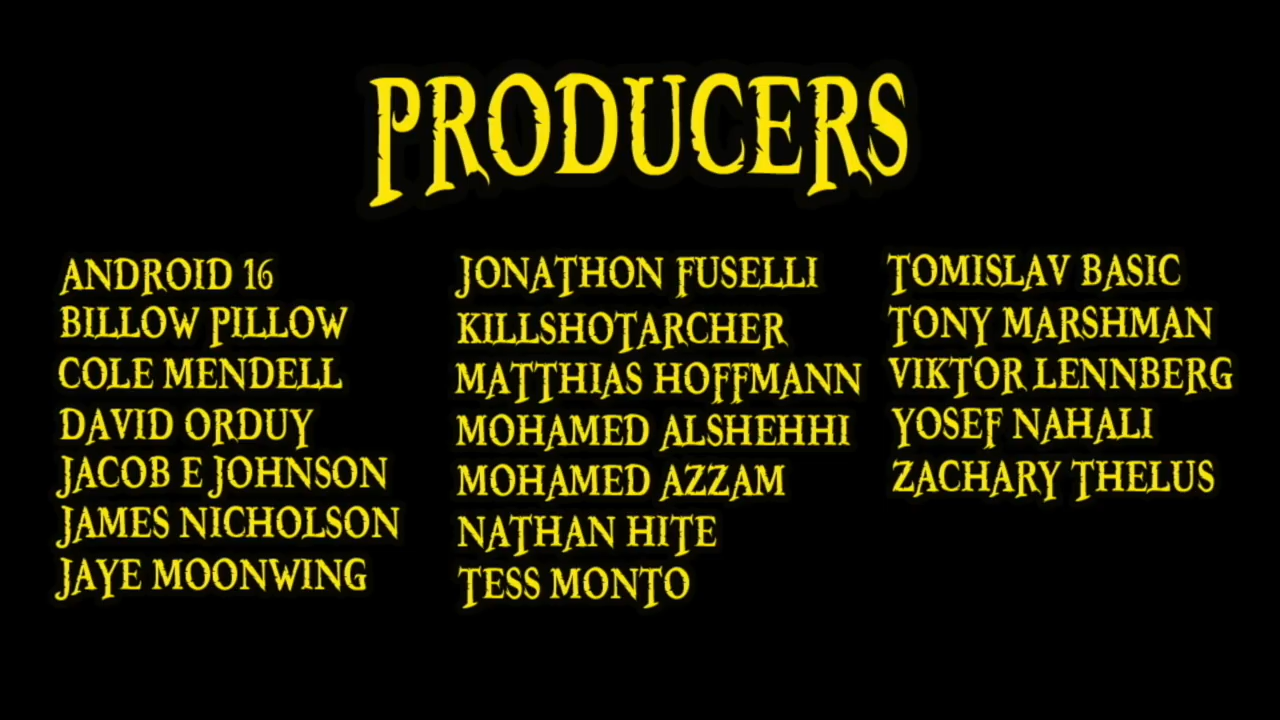 PRODUCERS
ANDROID 16
BILLOW PILLOW
COLE MENDELL
DAVID ORDUY
JACOB E JOHNSON
JAMES NICHOLSON
JAYE MOONWING
JONATHON FUSELLI
KILLSHOTARCHER
MATTHIAS HOFFMANN
MOHAMED ALSHEHHI
MOHAMED AZZAM
NATHAN HITE
TESS MONTO
TOMISLAV BASIC
TONY MARSHMAN
VIKTOR LENNBERG
YOSEF NAHALI
ZACHARY THELUS